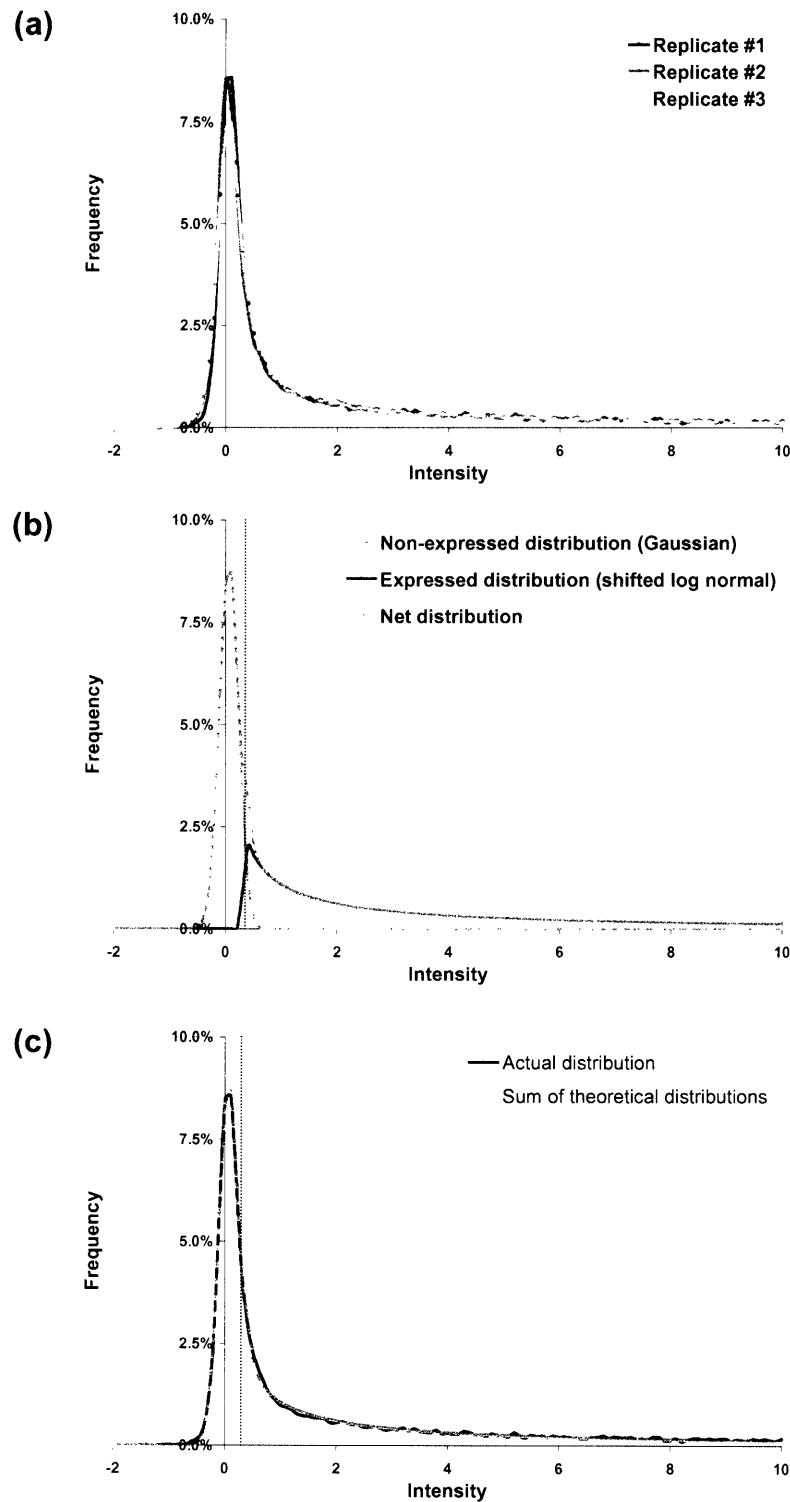 (a)
10.0%
7.5%
5.0%
2.5%
0.0%
Frequency
Replicate #1
Replicate #2
Replicate #3
-2 0 2 4 6 8 10
Intensity
(b)
10.0%
7.5%
5.0%
2.5%
0.0%
Frequency
Non-expressed distribution (Gaussian)
Expressed distribution (shifted log normal)
Net distribution
-2 0 2 4 6 8 10
Intensity
(c)
10.0%
7.5%
5.0%
2.5%
0.0%
Frequency
Actual distribution
Sum of theoretical distributions
-2 0 2 4 6 8 10
Intensity